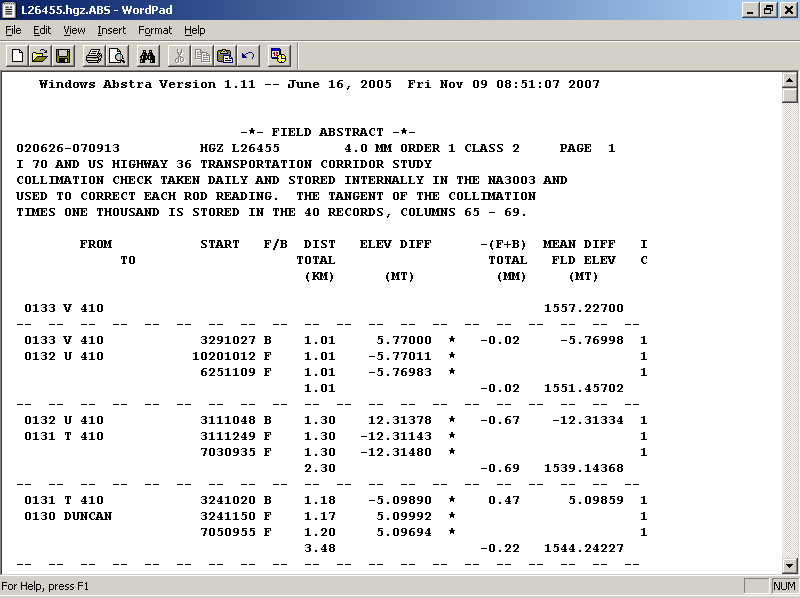 L26455.hgz.ABS - WordPad
File Edit View Insert Format Help
Windows Abstra Version 1.11 -- June 16, 2005 Fri Nov 09 08:51:07 2007
-*- FIELD ABSTRACT -*-
020626-070913 HGZ L26455 4.0 MM ORDER 1 CLASS 2 PAGE 1
I 70 AND US HIGHWAY 36 TRANSPORTATION CORRIDOR STUDY
COLLIMATION CHECK TAKEN DAILY AND STORED INTERNALLY IN THE NA3003 AND
USED TO CORRECT EACH ROD READING. THE TANGENT OF THE COLLIMATION
TIMES ONE THOUSAND IS STORED IN THE 40 RECORDS, COLUMNS 65 - 69.
FROM START F/B DIST ELEV DIFF -(F+B) MEAN DIFF I
TO TOTAL TOTAL FLD ELEV C
(KM) (MT) (MM) (MT)
0133 V 410 1557.22700
-- -- -- -- -- -- -- -- -- -- -- -- -- -- -- -- -- -- -- --
0133 V 410 3291027 B 1.01 5.77000 * -0.02 -5.76998 1
0132 U 410 10201012 F 1.01 -5.77011 * 1
6251109 F 1.01 -5.76983 * 1
1.01 -0.02 1551.45702
-- -- -- -- -- -- -- -- -- -- -- -- -- -- -- -- -- -- -- --
0132 U 410 3111048 B 1.30 12.31378 * -0.67 -12.31334 1
0131 T 410 3111249 F 1.30 -12.31143 * 1
7030935 F 1.30 -12.31480 * 1
2.30 -0.69 1539.14368
-- -- -- -- -- -- -- -- -- -- -- -- -- -- -- -- -- -- -- --
0131 T 410 3241020 B 1.18 -5.09890 * 0.47 5.09859 1
0130 DUNCAN 3241150 F 1.17 5.09992 * 1
7050955 F 1.20 5.09694 * 1
3.48 -0.22 1544.24227
-- -- -- -- -- -- -- -- -- -- -- -- -- -- -- -- -- -- -- --
For Help, press F1 NUM